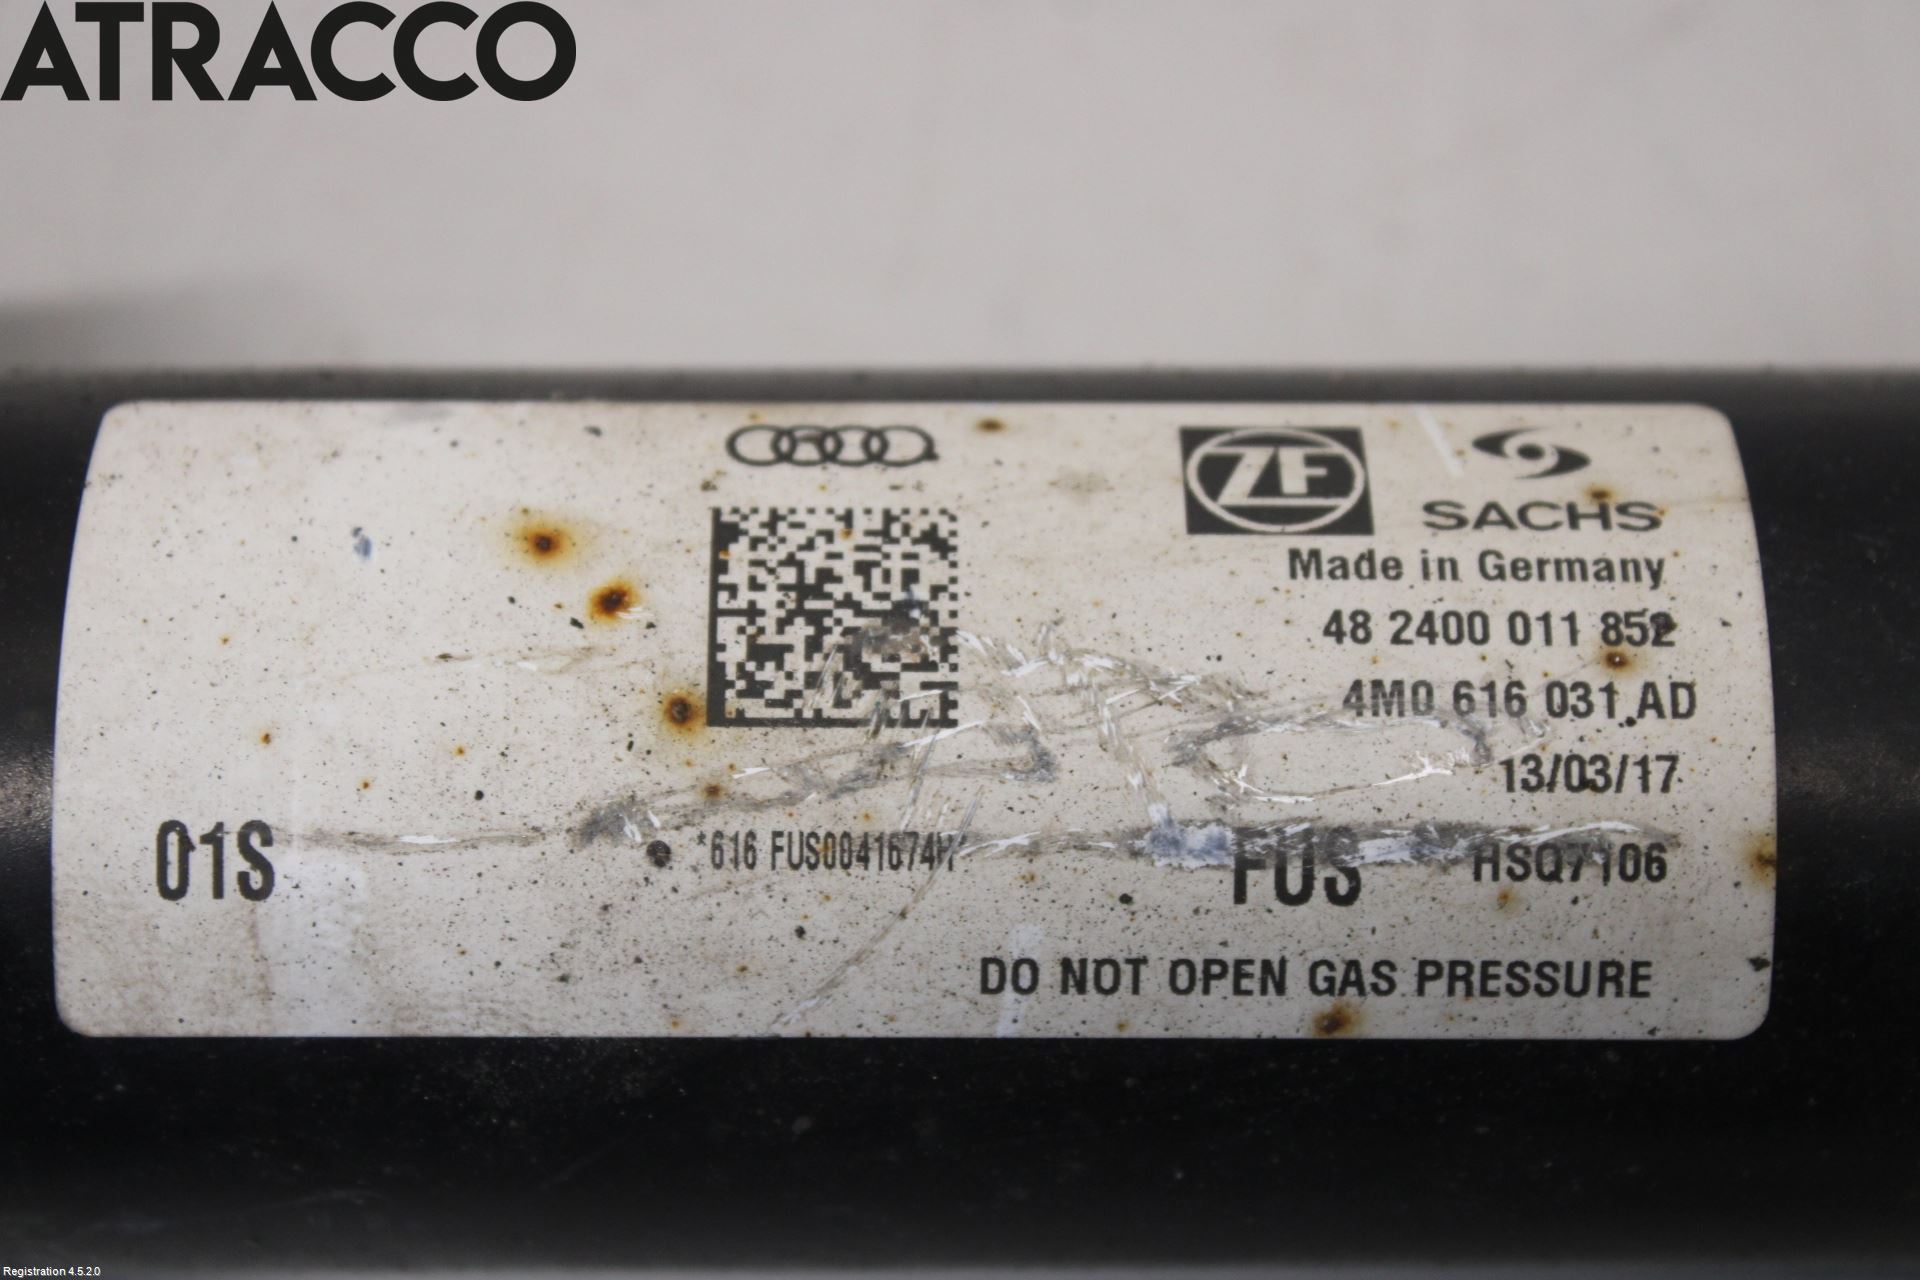 ATRACCO
ZF
SACHS
Made in Germany
48 2400 011 852
4M0 616 031 AD
13/03/17
01S
*616 FUS0041674H*
FUS
HSQ7106
DO NOT OPEN GAS PRESSURE
Registration 4.5.2.0